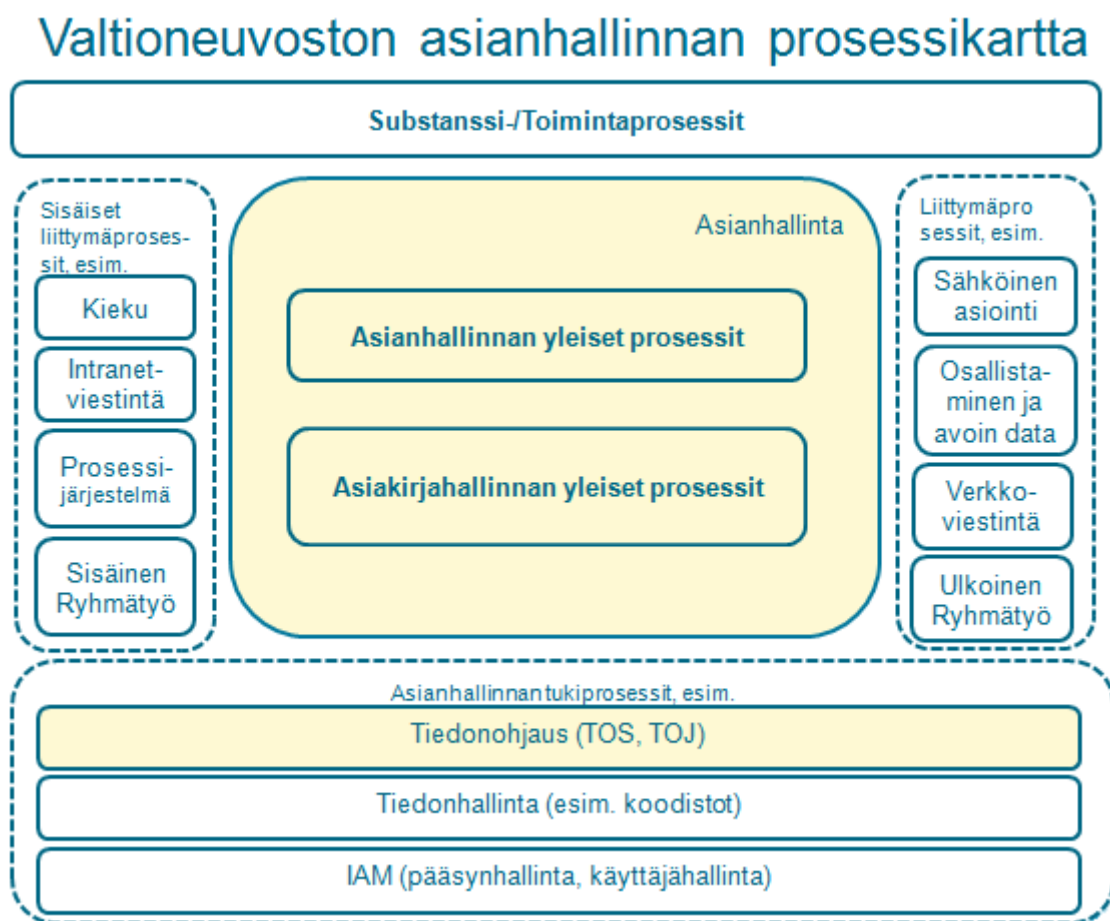 Valtioneuvoston asianhallinnan prosessikartta
Substanssi-/Toimintaprosessit
Sisäiset
liittymäproses-
sit, esim.
Kieku
Intranet-
viestintä
Prosessi-
järjestelmä
Sisäinen
Ryhmätyö
Asianhallinta
Asianhallinnan yleiset prosessit
Asiakirjahallinnan yleiset prosessit
Liittymäpro
sessit, esim.
Sähköinen
asiointi
Osallista-
minen ja
avoin data
Verkko-
viestintä
Ulkoinen
Ryhmätyö
Asianhallinnan tukiprosessit, esim.
Tiedonohjaus (TOS, TOJ)
Tiedonhallinta (esim. koodistot)
IAM (pääsynhallinta, käyttäjähallinta)